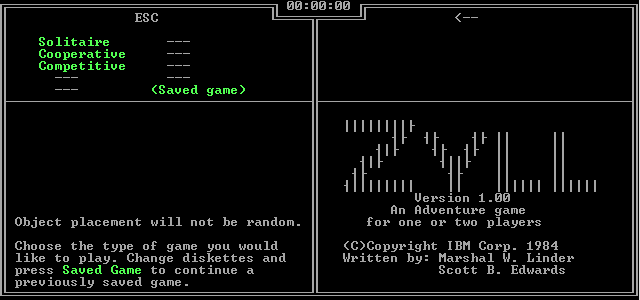 00:00:00
ESC
<--
Solitaire ---
Cooperative ---
Competitive ---
--- ---
--- (Saved game)
ZYLL
Version 1.00
An Adventure game
for one or two players
Object placement will not be random.
Choose the type of game you would
like to play. Change diskettes and
press Saved Game to continue a
previously saved game.
(C)Copyright IBM Corp. 1984
Written by: Marshal W. Linder
Scott B. Edwards